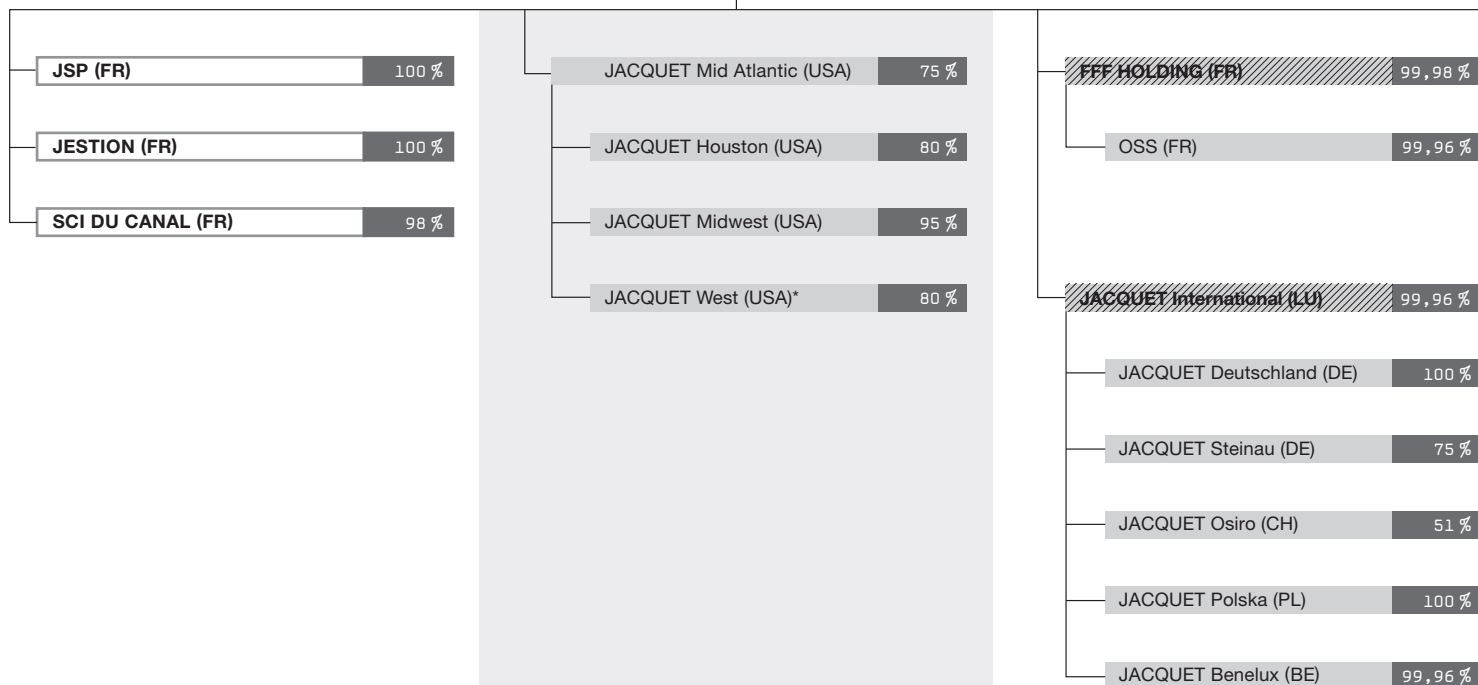 JSP (FR) 100 %
JESTION (FR) 100 %
SCI DU CANAL (FR) 98 %
JACQUET Mid Atlantic (USA) 75 %
JACQUET Houston (USA) 80 %
JACQUET Midwest (USA) 95 %
JACQUET West (USA)* 80 %
FFF HOLDING (FR) 99,98 %
OSS (FR) 99,96 %
JACQUET International (LU) 99,96 %
JACQUET Deutschland (DE) 100 %
JACQUET Steinau (DE) 75 %
JACQUET Osiro (CH) 51 %
JACQUET Polska (PL) 100 %
JACQUET Benelux (BE) 99,96 %